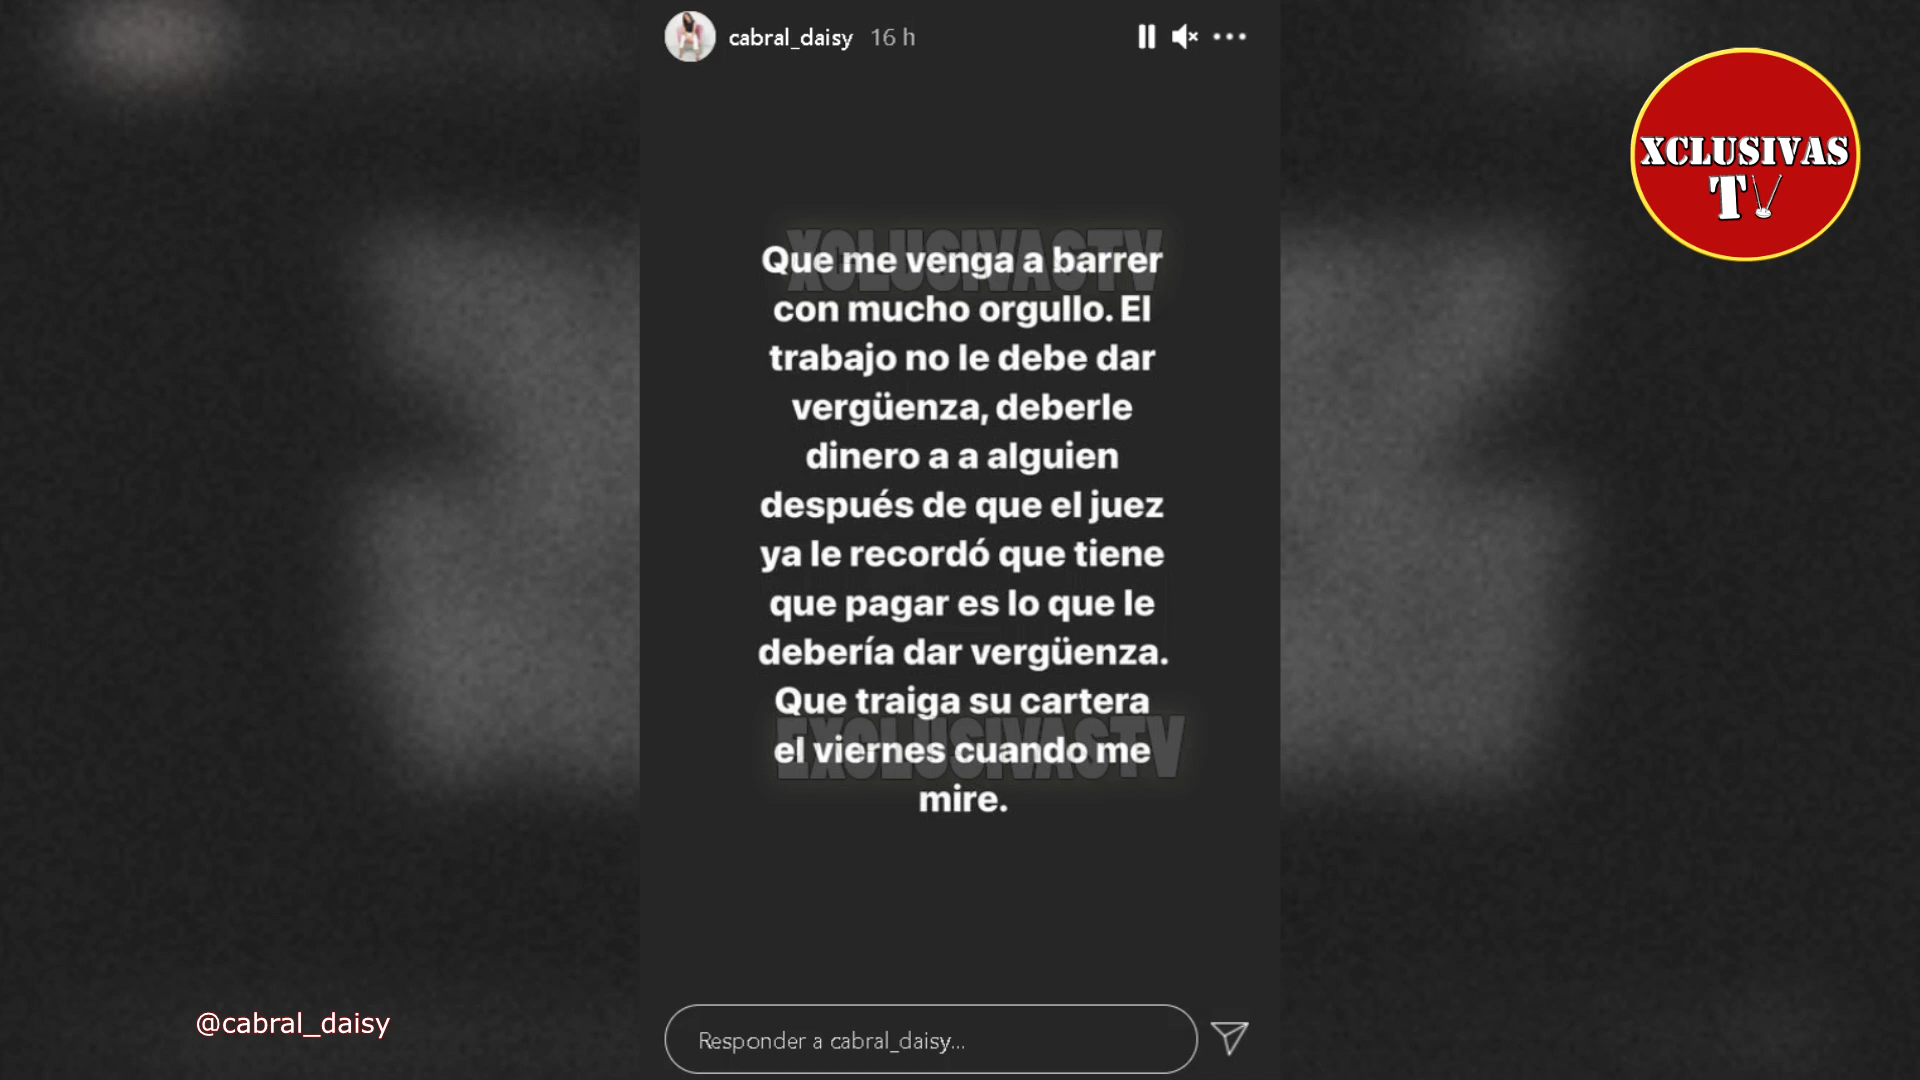 cabral_daisy 16 h
XCLUSIVAS
TV
XCLUSIVASTV
Que me venga a barrer
con mucho orgullo. El
trabajo no le debe dar
vergüenza, deberle
dinero a a alguien
después de que el juez
ya le recordó que tiene
que pagar es lo que le
debería dar vergüenza.
Que traiga su cartera
EXCLUSIVASTV
el viernes cuando me
mire.
@cabral_daisy
Responder a cabral_daisy...